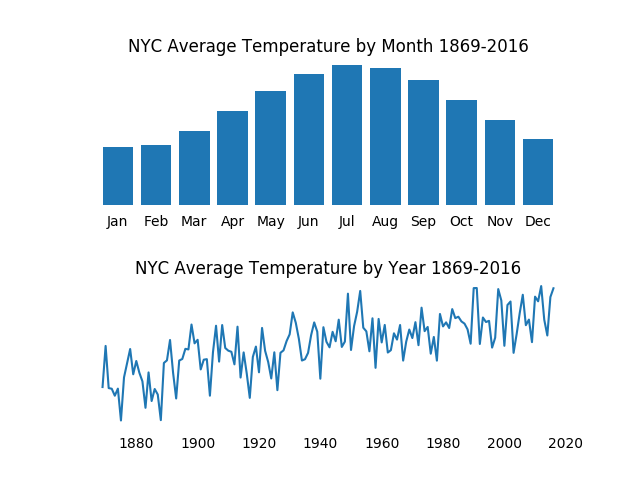 NYC Average Temperature by Month 1869-2016
Jan Feb Mar Apr May Jun Jul Aug Sep Oct Nov Dec
NYC Average Temperature by Year 1869-2016
1880 1900 1920 1940 1960 1980 2000 2020